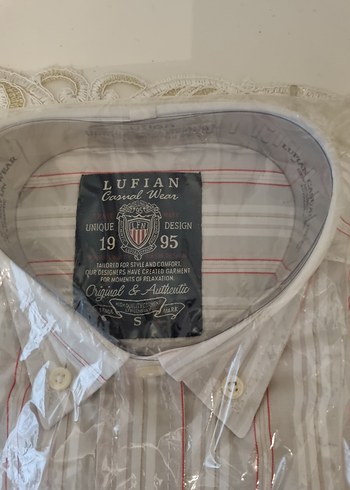 LUFIAN
Casual Wear
UNIQUE DESIGN
LFN
19 95
TAILORED FOR STYLE AND COMFORT.
OUR DESIGNERS HAVE CREATED GARMENT
FOR MOMENTS OF RELAXATION.
Original & Authentic
S